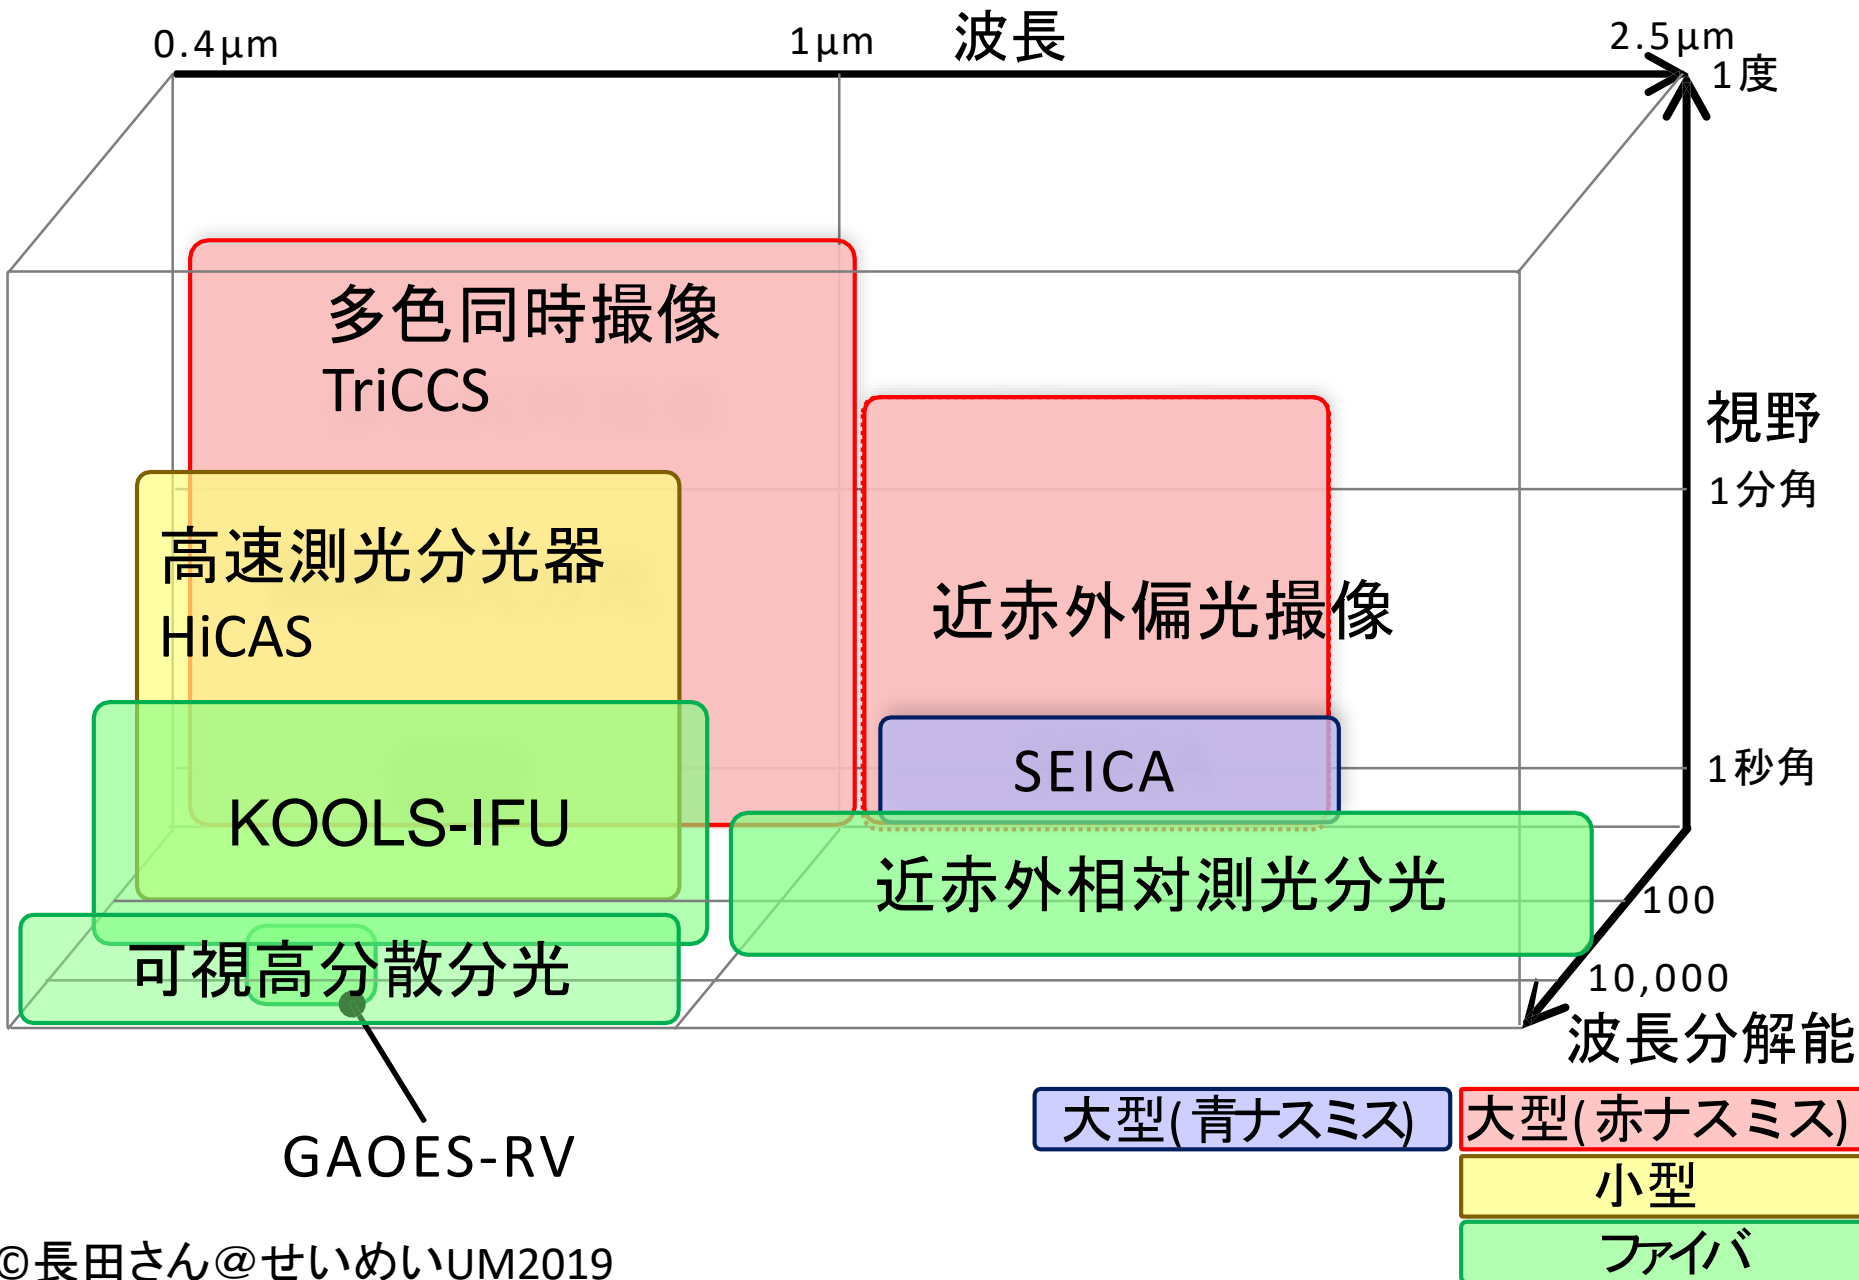 0.4μm
1μm
波長
2.5μm
1度
多色同時撮像
TriCCS
視野
1分角
高速測光分光器
HiCAS
近赤外偏光撮像
SEICA
1秒角
KOOLS-IFU
近赤外相対測光分光
100
可視高分散分光
10,000
波長分解能
GAOES-RV
大型(青ナスミス)
大型(赤ナスミス)
小型
ファイバ
©長田さん@せいめいUM2019